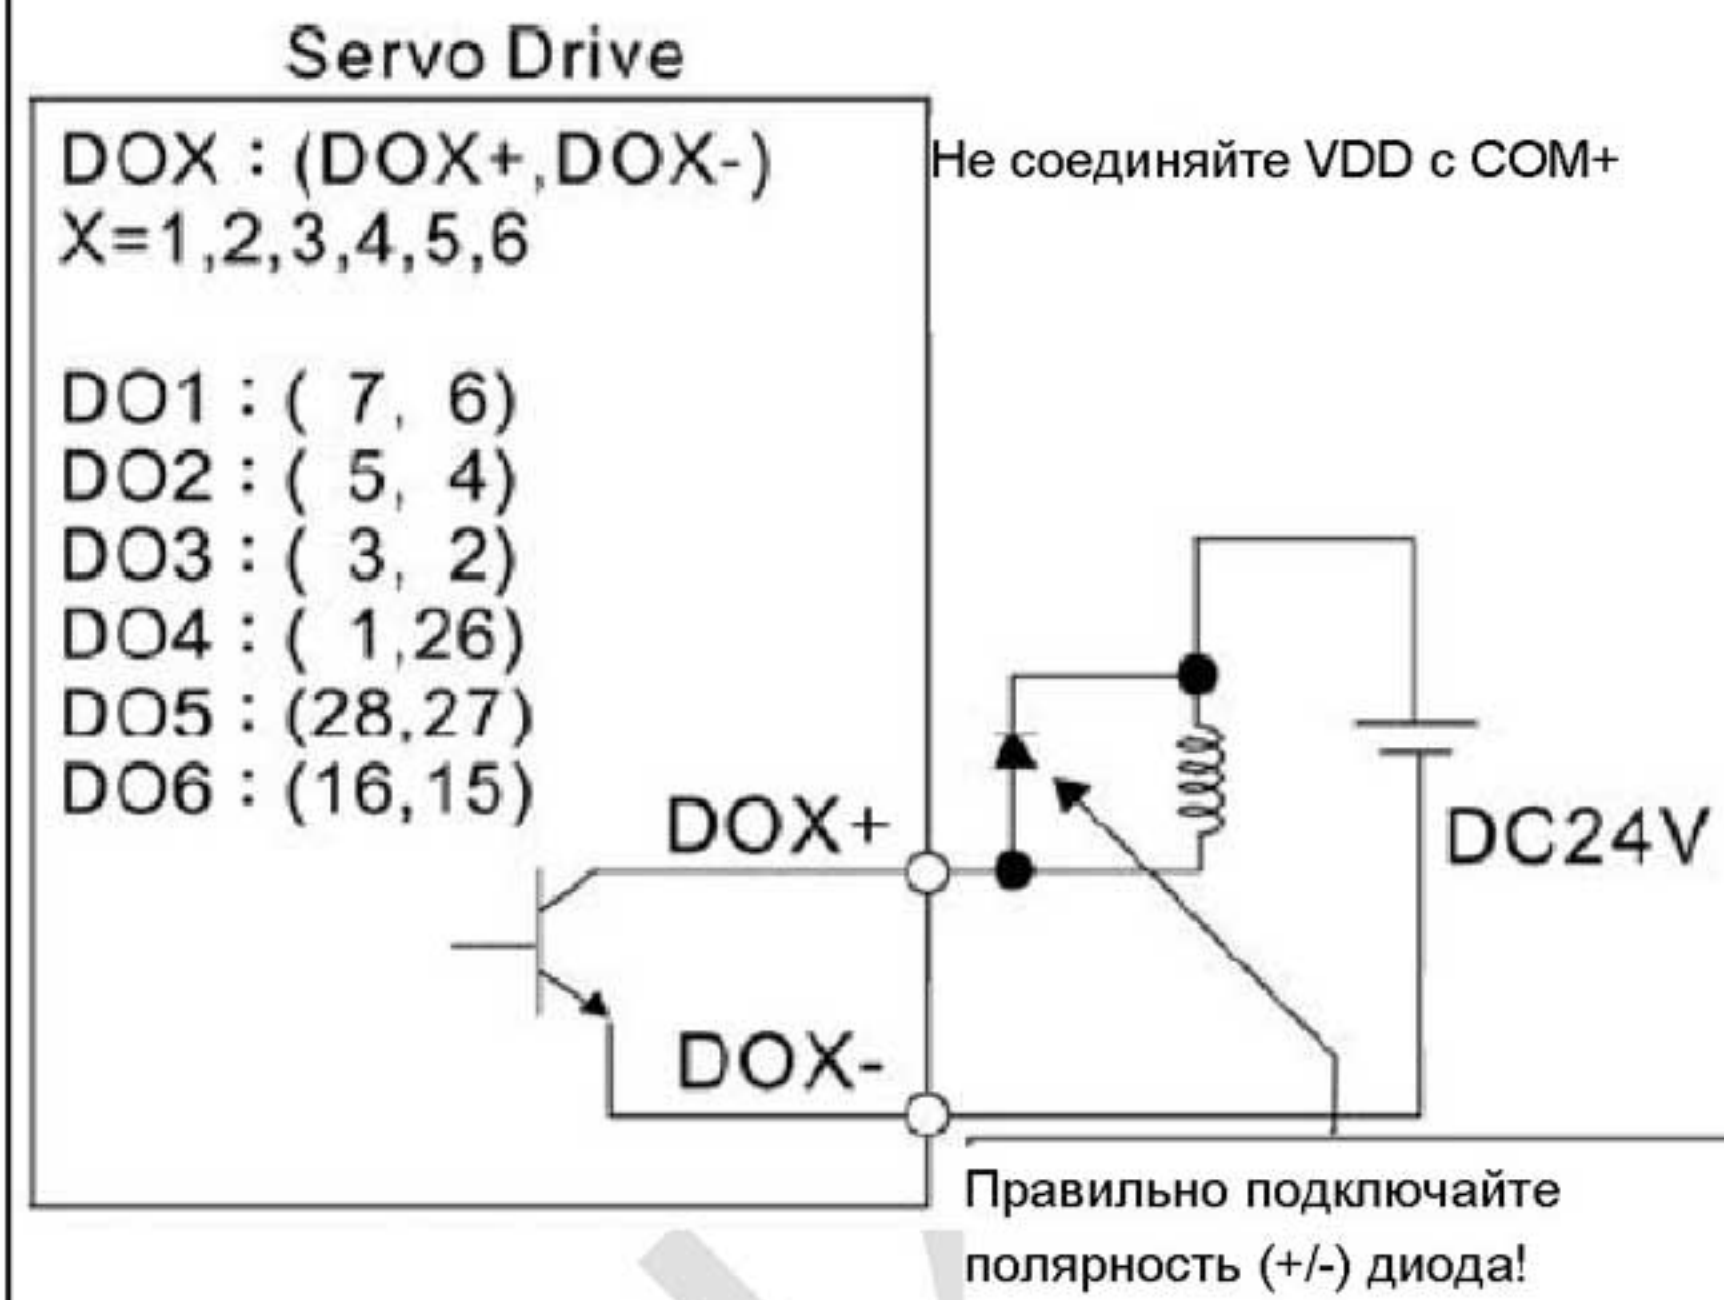 Servo Drive
DOX : (DOX+,DOX-)
Не соединяйте VDD с COM+
X=1,2,3,4,5,6
DO1 : ( 7, 6)
DO2 : ( 5, 4)
DO3 : ( 3, 2)
DO4 : ( 1,26)
DO5 : (28,27)
DO6 : (16,15)
DOX+
DC24V
DOX-
Правильно подключайте
полярность (+/-) диода!